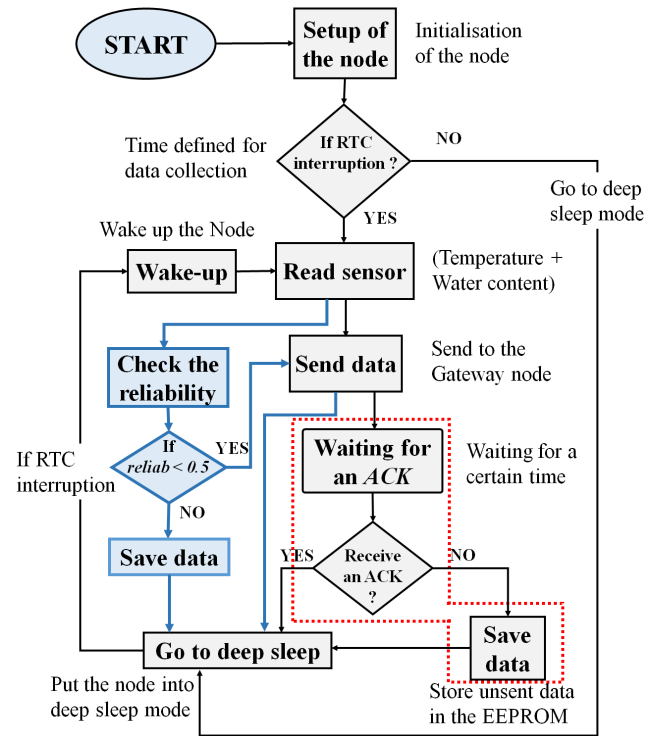 START
Setup of
the node
Initialisation
of the node
Time defined for
data collection
If RTC
interruption ?
NO
Go to deep
sleep mode
YES
Wake up the Node
Wake-up
Read sensor
(Temperature +
Water content)
Check the
reliability
Send data
Send to the
Gateway node
If
reliab < 0.5
YES
Waiting for
an ACK
Waiting for a
certain time
If RTC
interruption
NO
Save data
YES
Receive
an ACK
?
NO
Go to deep sleep
Save
data
Put the node into
deep sleep mode
Store unsent data
in the EEPROM